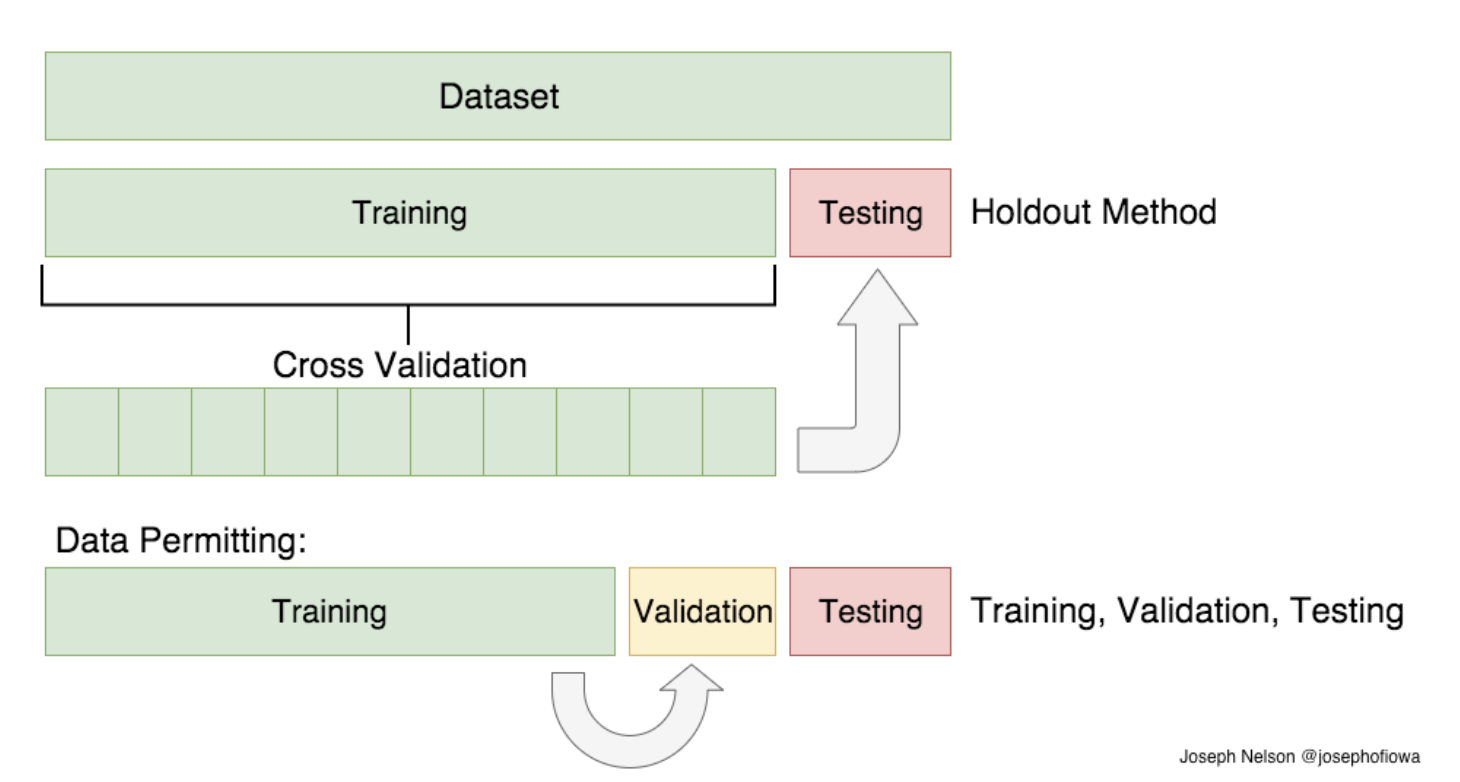 Dataset
Training
Testing
Holdout Method
Cross Validation
Data Permitting:
Training
Validation
Testing
Training, Validation, Testing
Joseph Nelson @josephofiowa